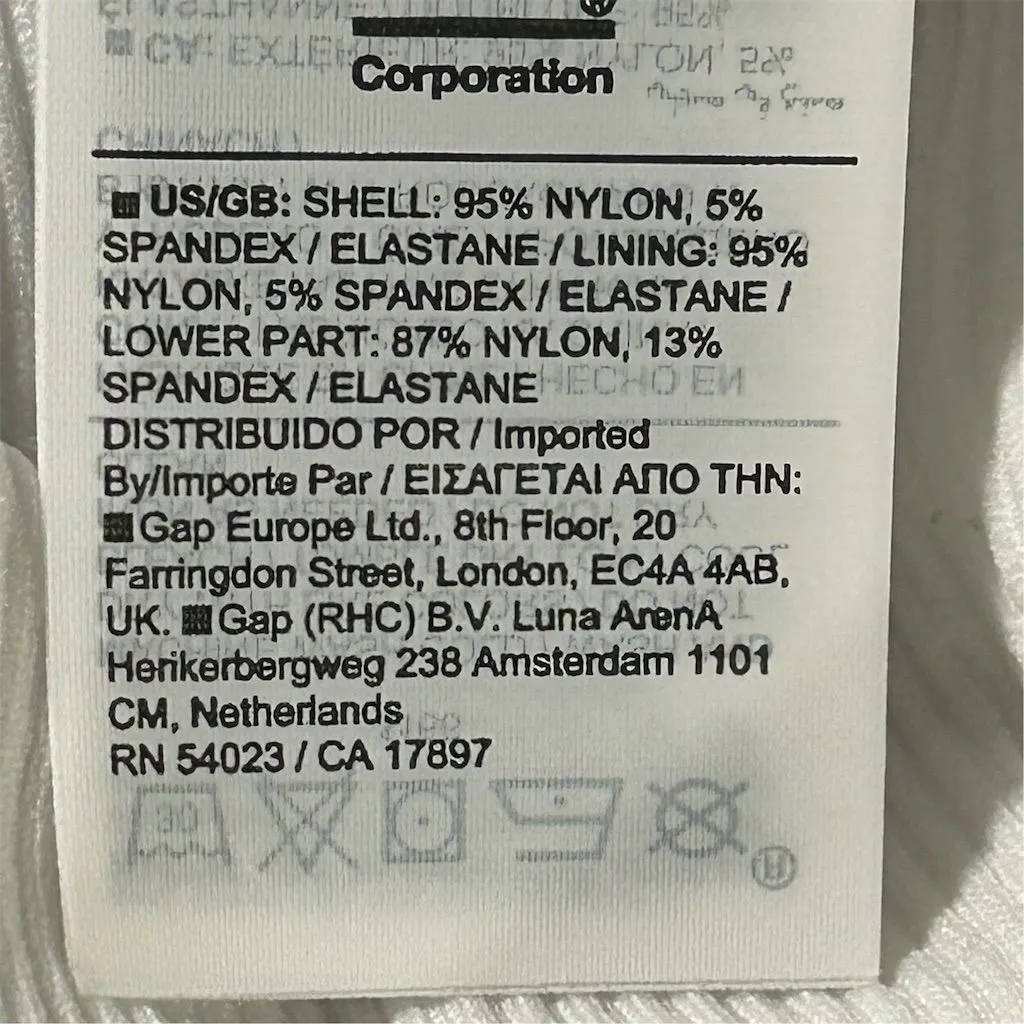 Corporation
US/GB: SHELL: 95% NYLON, 5%
SPANDEX / ELASTANE / LINING: 95%
NYLON, 5% SPANDEX / ELASTANE /
LOWER PART: 87% NYLON, 13%
SPANDEX / ELASTANE
HECHO EN
DISTRIBUIDO POR / Imported
By/Importe Par / ΕΙΣΑΓΕΤΑΙ ΑΠΟ ΤΗΝ:
Gap Europe Ltd., 8th Floor, 20
Farringdon Street, London, EC4A 4AB,
UK. Gap (RHC) B.V. Luna ArenA
Herikerbergweg 238 Amsterdam 1101
CM, Netherlands
RN 54023 / CA 17897
30